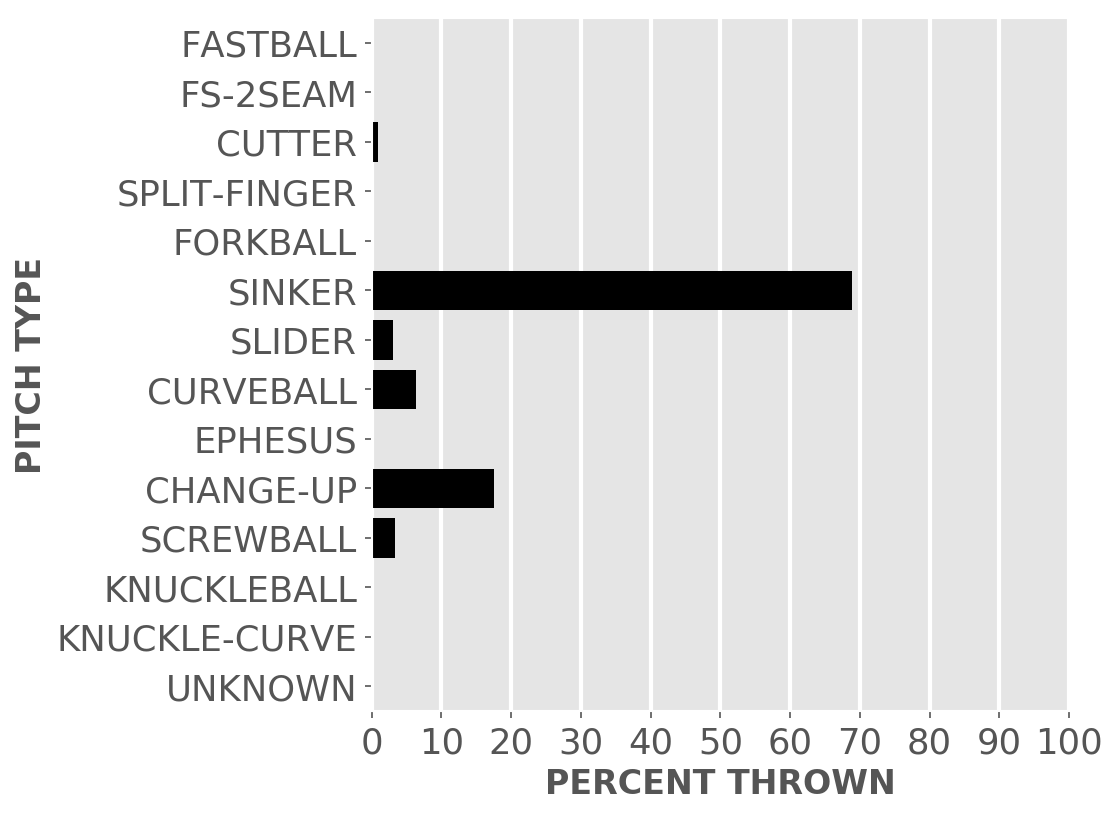 FASTBALL
FS-2SEAM
CUTTER
SPLIT-FINGER
FORKBALL
SINKER
SLIDER
CURVEBALL
EPHESUS
CHANGE-UP
SCREWBALL
KNUCKLEBALL
KNUCKLE-CURVE
UNKNOWN
PITCH TYPE
0 10 20 30 40 50 60 70 80 90 100
PERCENT THROWN